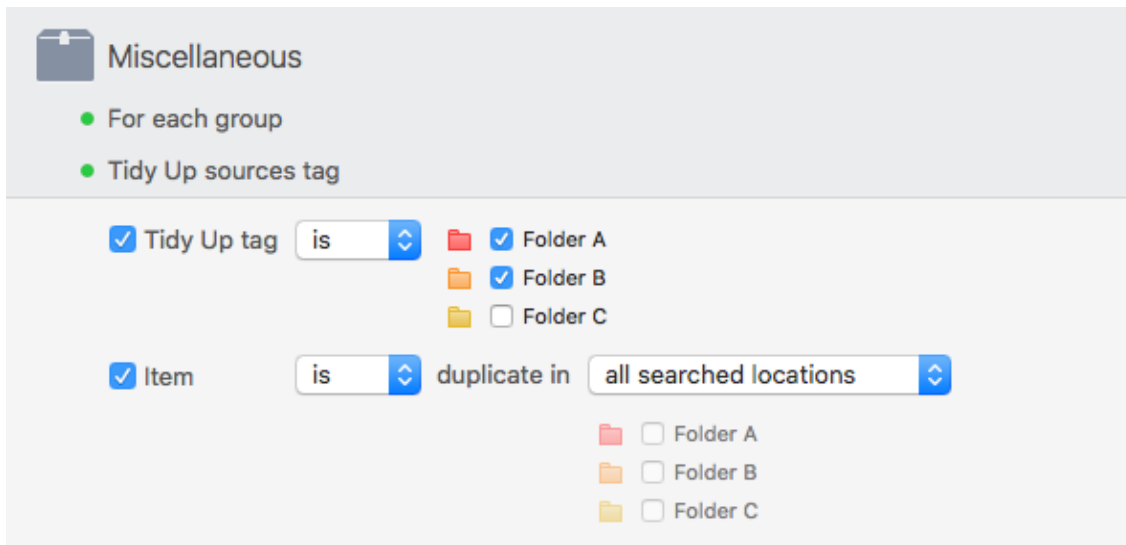 Miscellaneous
For each group
Tidy Up sources tag
Tidy Up tag is Folder A
Folder B
Folder C
Item is duplicate in all searched locations
Folder A
Folder B
Folder C